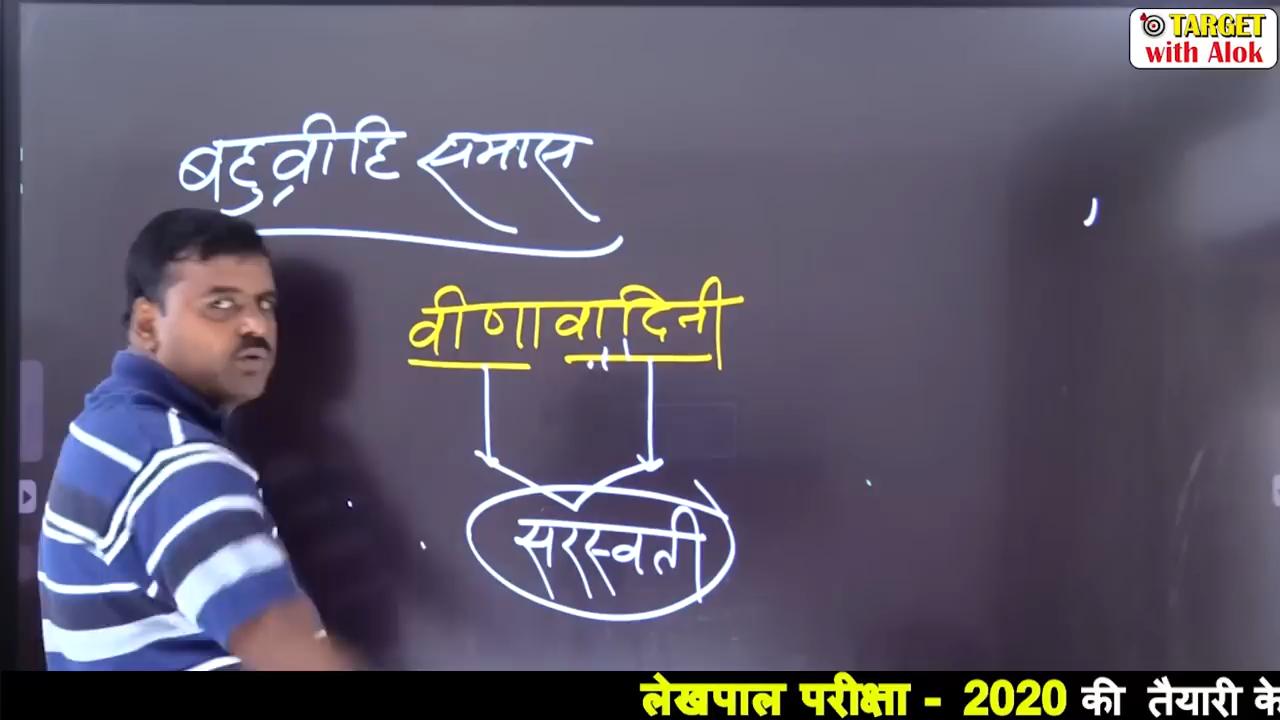 TARGET
with Alok
बहुव्रीहि समास
वीणावादिनी
सरस्वती
लेखपाल परीक्षा - 2020 की तैयारी के